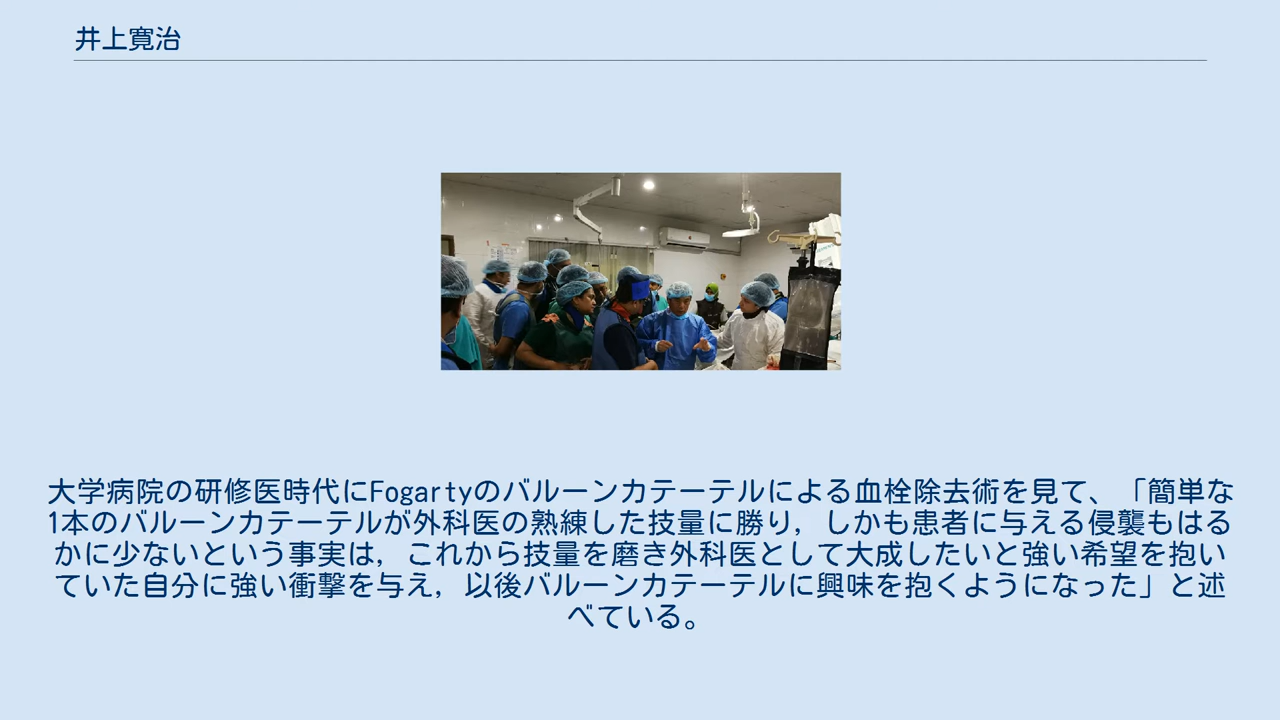 井上寛治
大学病院の研修医時代にFogartyのバルーンカテーテルによる血栓除去術を見て、「簡単な
1本のバルーンカテーテルが外科医の熟練した技量に勝り，しかも患者に与える侵襲もはる
かに少ないという事実は，これから技量を磨き外科医として大成したいと強い希望を抱い
ていた自分に強い衝撃を与え，以後バルーンカテーテルに興味を抱くようになった」と述
べている。